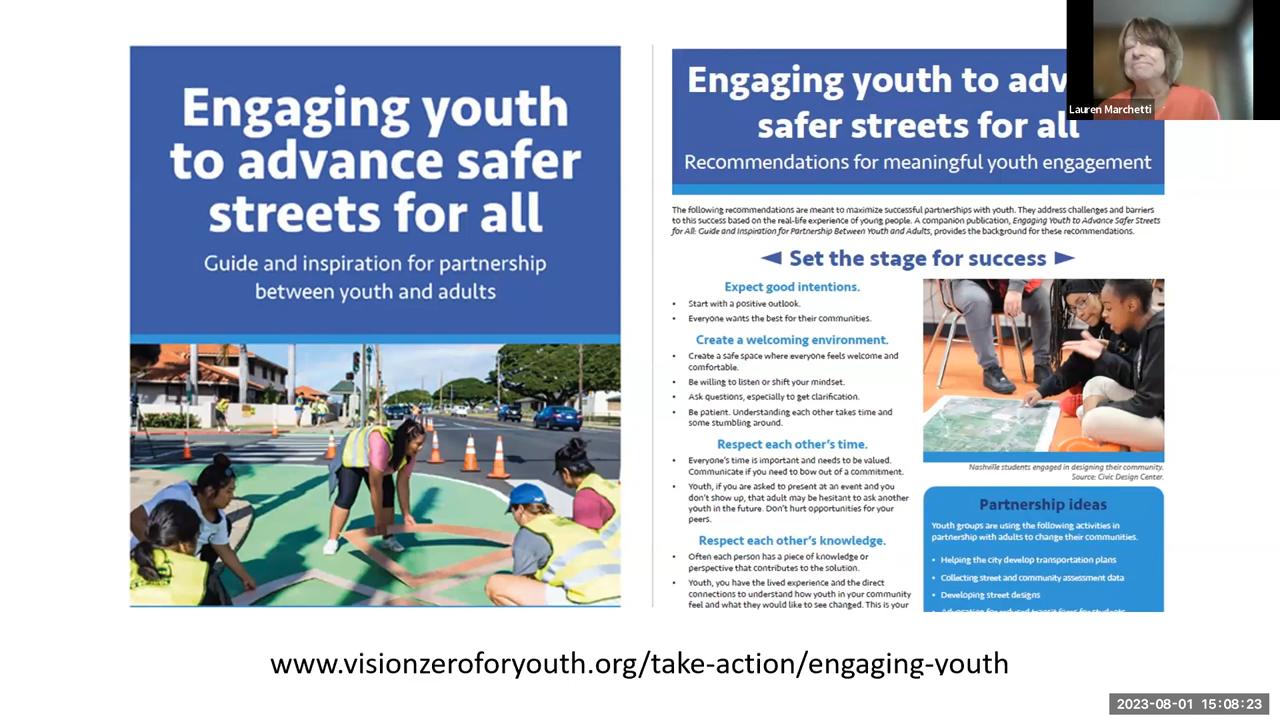 Engaging youth
to advance safer
streets for all
Guide and inspiration for partnership
between youth and adults
Engaging youth to adv
safer streets for all
Recommendations for meaningful youth engagement
The following recommendations are meant to maximize successful partnerships with youth. They address challenges and barriers
to this success based on the real-life experience of young people. A companion publication, Engaging Youth to Advance Safer Streets
for All: Guide and Inspiration for Partnership Between Youth and Adults, provides the background for these recommendations.
◄ Set the stage for success ►
Expect good intentions.
• Start with a positive outlook.
• Everyone wants the best for their communities.
Create a welcoming environment.
• Create a safe space where everyone feels welcome and
comfortable.
• Be willing to listen or shift your mindset.
• Ask questions, especially to get clarification.
• Be patient. Understanding each other takes time and
some stumbling around.
Respect each other's time.
• Everyone's time is important and needs to be valued.
Communicate if you need to bow out of a commitment.
• Youth, if you are asked to present at an event and you
don't show up, that adult may be hesitant to ask another
youth in the future. Don't hurt opportunities for your
peers.
Respect each other's knowledge.
• Often each person has a piece of knowledge or
perspective that contributes to the solution.
• Youth, you have the lived experience and the direct
connections to understand how youth in your community
feel and what they would like to see changed. This is your
Nashville students engaged in designing their community.
Source: Civic Design Center.
Partnership ideas
Youth groups are using the following activities in
partnership with adults to change their communities.
• Helping the city develop transportation plans
• Collecting street and community assessment data
• Developing street designs
• Advocating for reduced transit fares for students
www.visionzeroforyouth.org/take-action/engaging-youth
Lauren Marchetti
2023-08-01 15:08:23